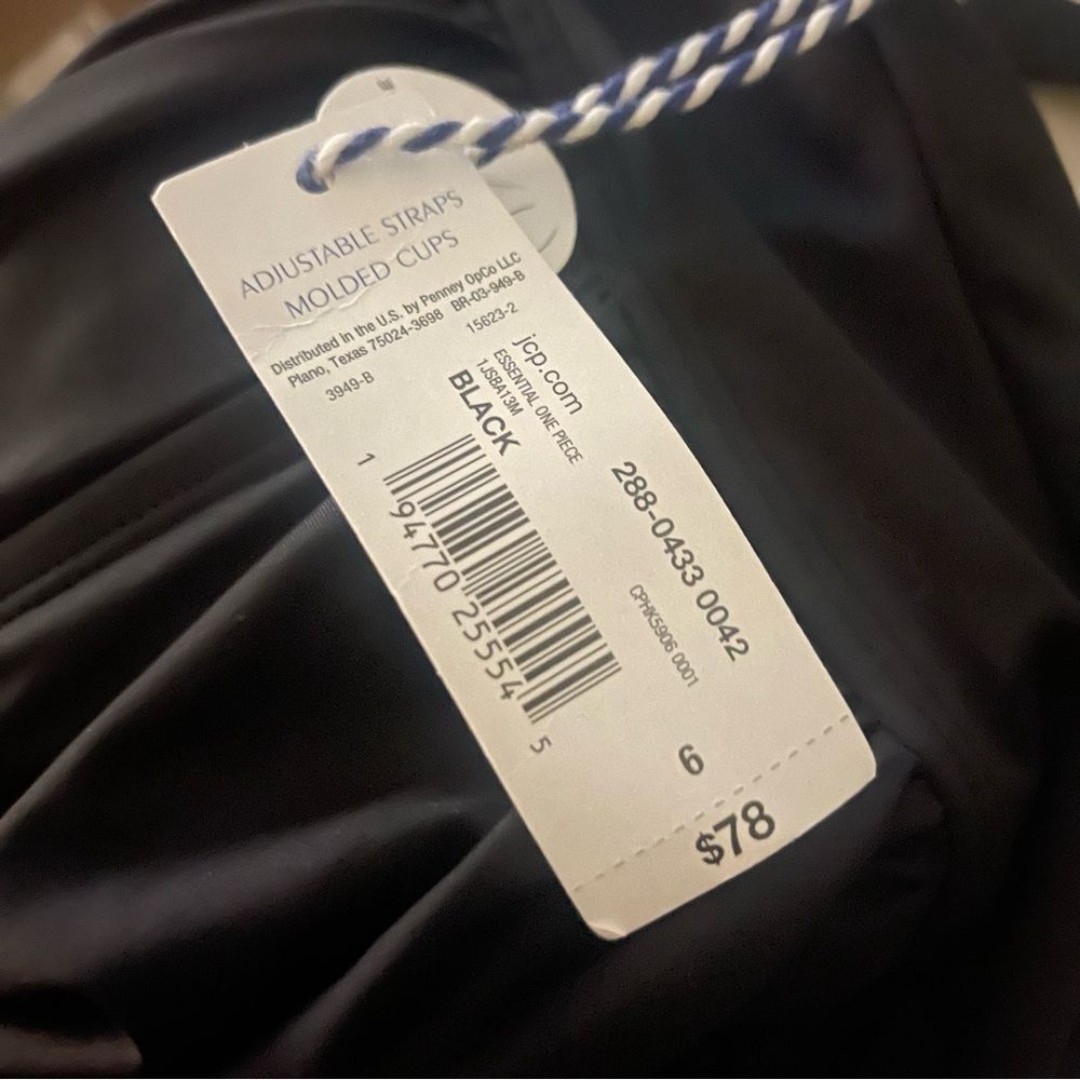 ADJUSTABLE STRAPS
MOLDED CUPS
Distributed in the U.S. by Penney OpCo LLC
Plano, Texas 75024-3698 BR-03-949-B
3949-B
15623-2
jcp.com
ESSENTIAL ONE PIECE
1JSBA13M
BLACK
1 94770 25554 5
288-0433 0042
CPHK5906 0001
6
$78